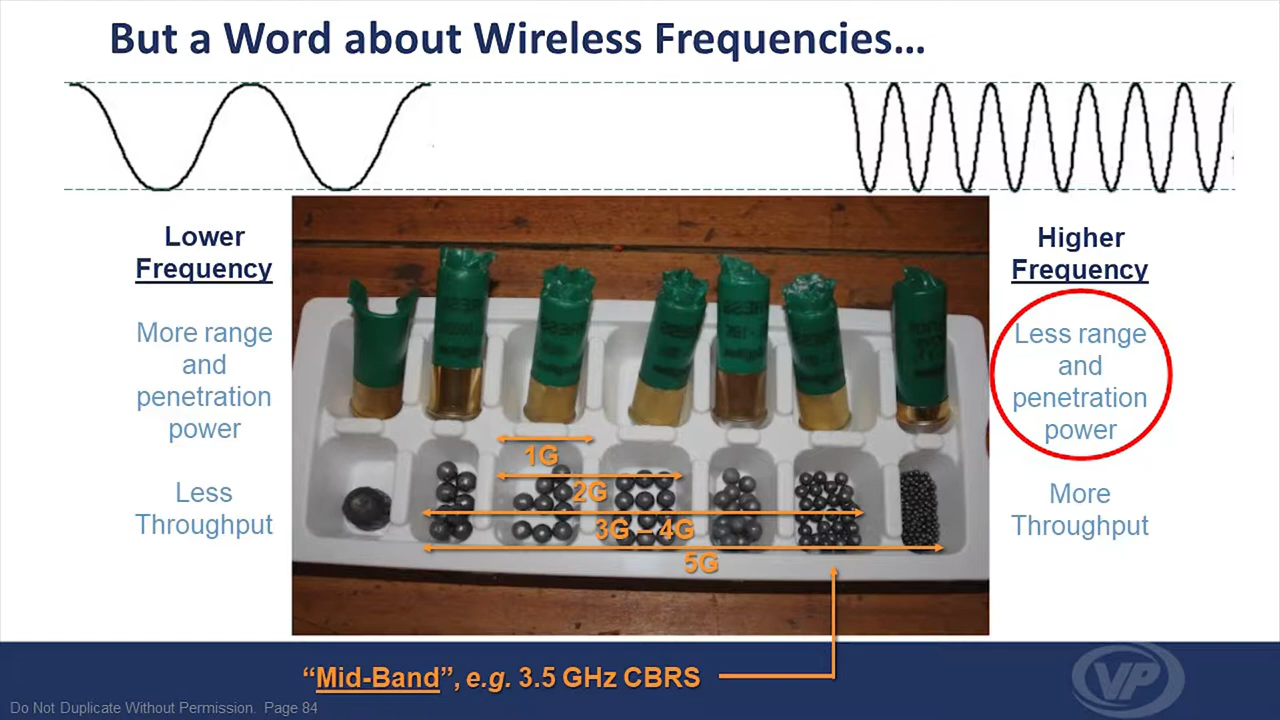 But a Word about Wireless Frequencies…
Lower
Frequency
More range
and
penetration
power
Less
Throughput
Higher
Frequency
Less range
and
penetration
power
More
Throughput
1G
2G
3G – 4G
5G
“Mid-Band”, e.g. 3.5 GHz CBRS
VP
Do Not Duplicate Without Permission. Page 84